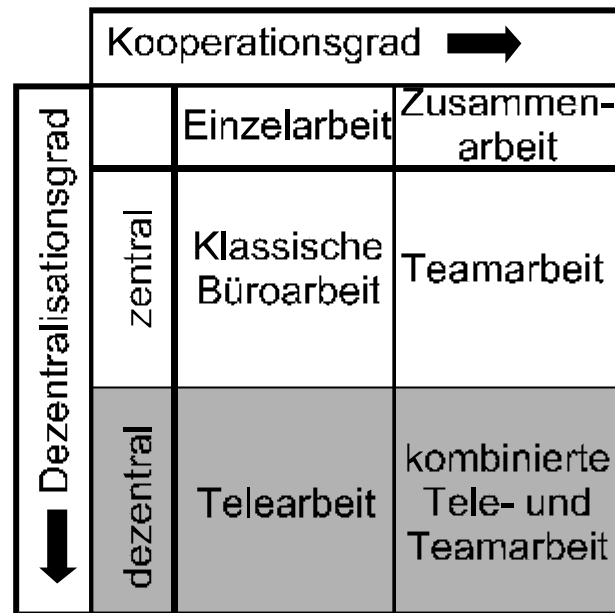 Kooperationsgrad
Dezentralisationsgrad
Einzelarbeit
Zusammen-
arbeit
zentral
Klassische
Büroarbeit
Teamarbeit
dezentral
Telearbeit
kombinierte
Tele- und
Teamarbeit